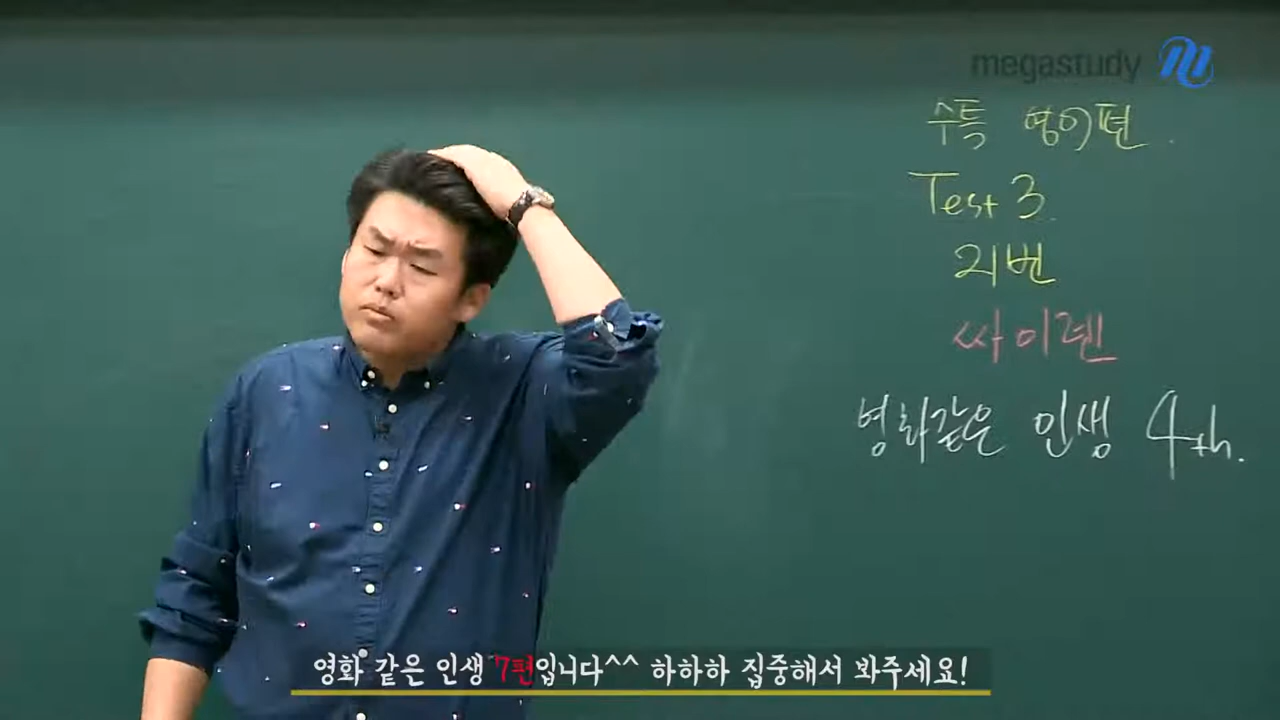 megastudy
수특 영어편.
Test 3.
21번
싸이렌
영화같은 인생 4th.
영화 같은 인생 7편입니다^^ 하하하 집중해서 봐주세요!